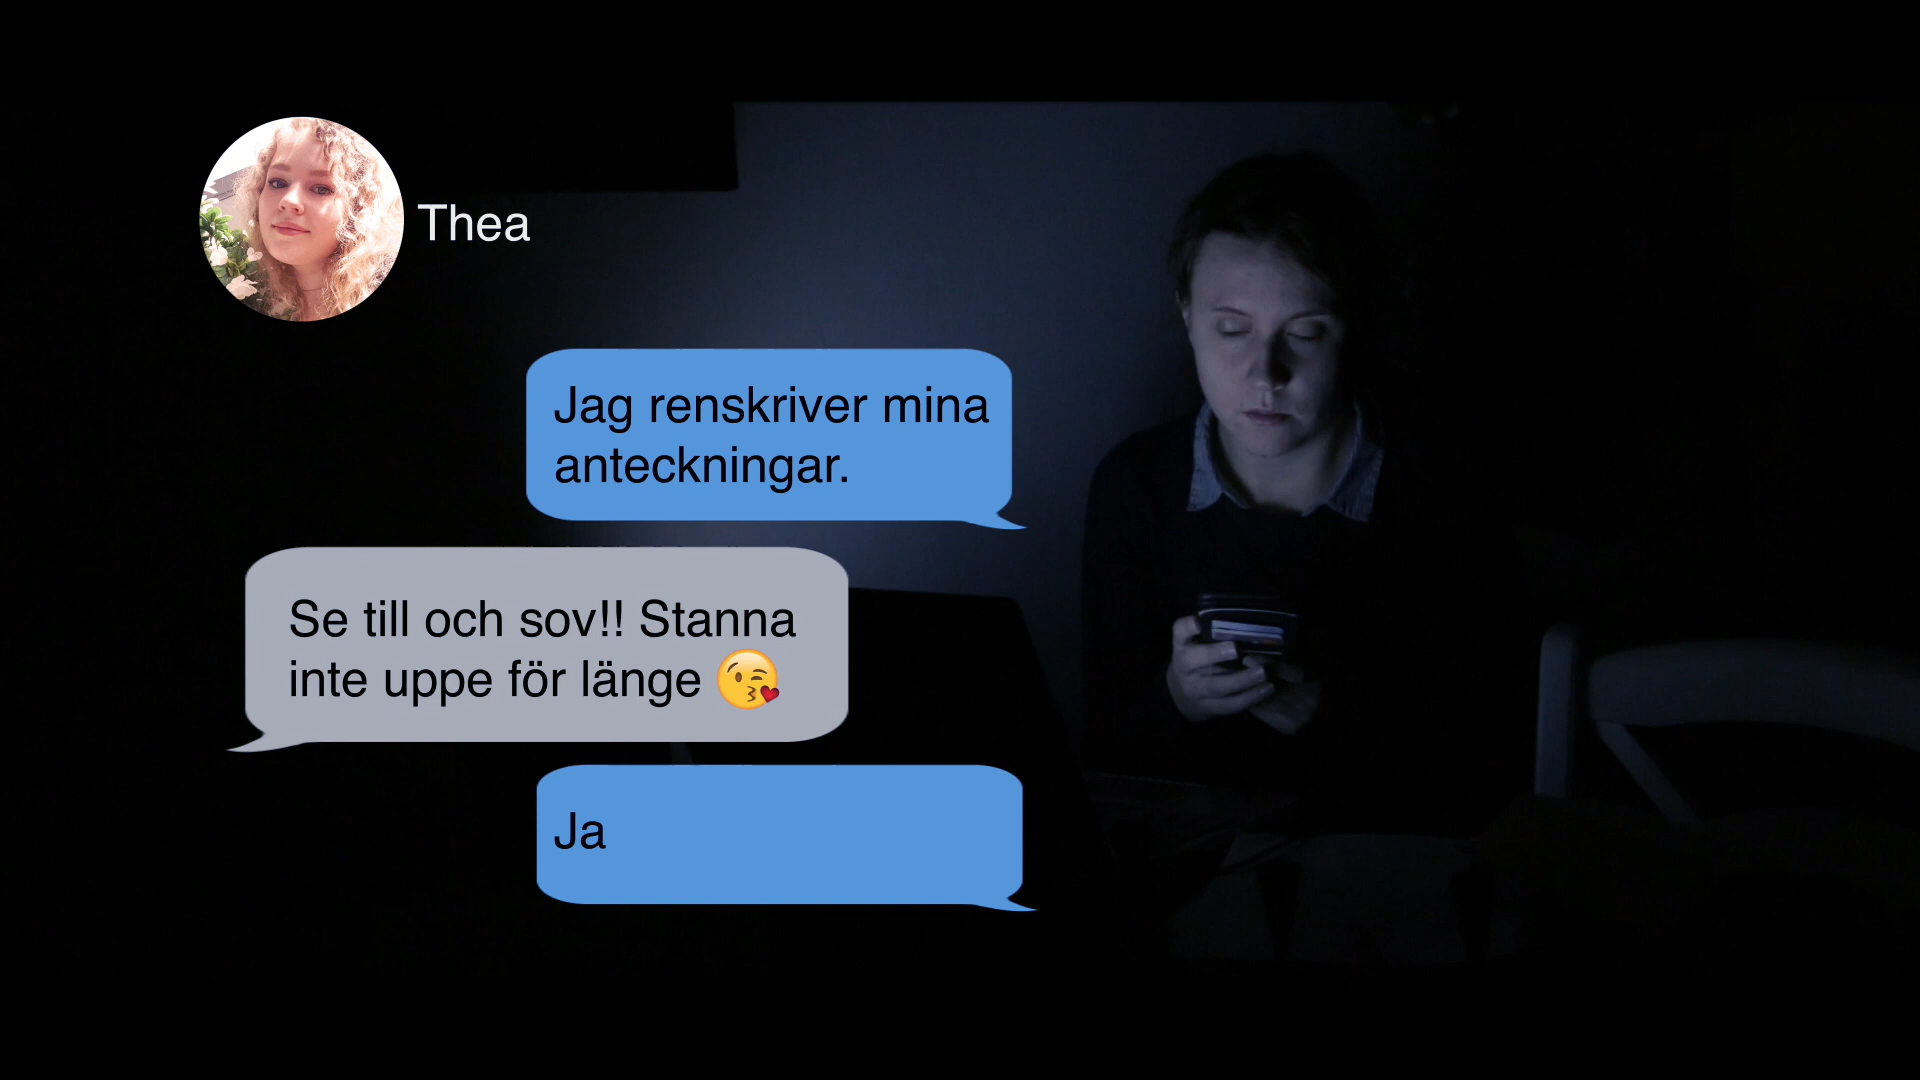 Thea
Jag renskriver mina
anteckningar.
Se till och sov!! Stanna
inte uppe för länge 😘
Ja